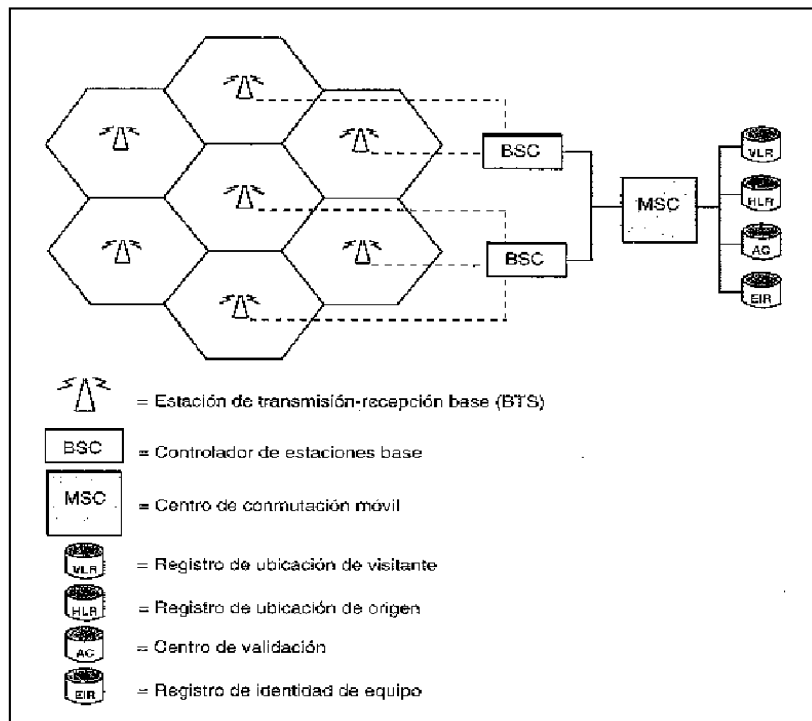 BSC
BSC
MSC
VLR
HLR
AC
EIR
= Estación de transmisión-recepción base (BTS)
BSC = Controlador de estaciones base
MSC = Centro de conmutación móvil
VLR = Registro de ubicación de visitante
HLR = Registro de ubicación de origen
AC = Centro de validación
EIR = Registro de identidad de equipo